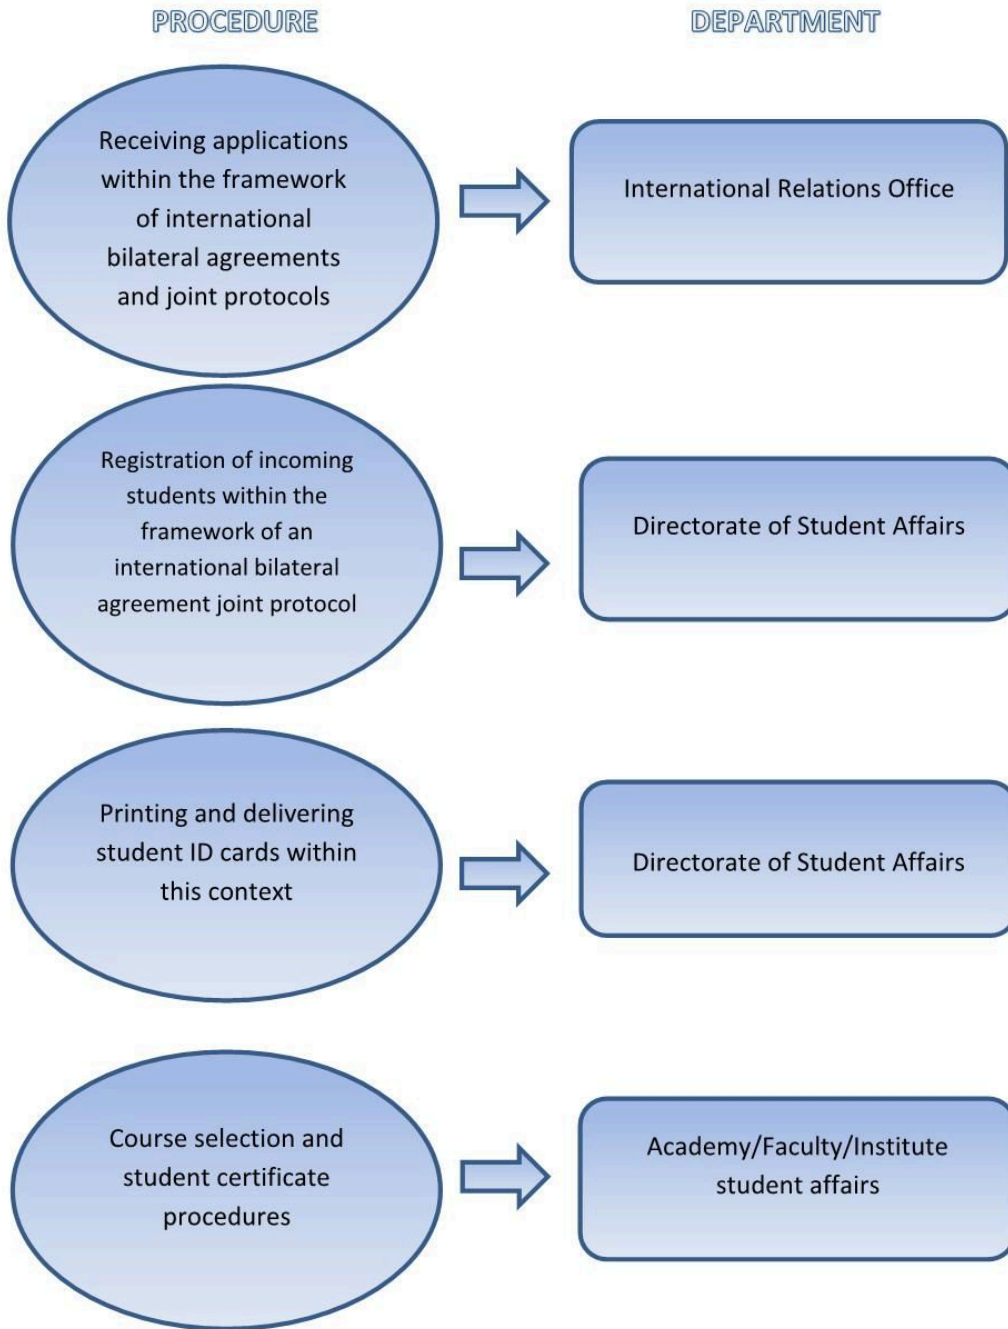 PROCEDURE
DEPARTMENT
Receiving applications
within the framework
of international
bilateral agreements
and joint protocols
International Relations Office
Registration of incoming
students within the
framework of an
international bilateral
agreement joint protocol
Directorate of Student Affairs
Printing and delivering
student ID cards within
this context
Directorate of Student Affairs
Course selection and
student certificate
procedures
Academy/Faculty/Institute
student affairs